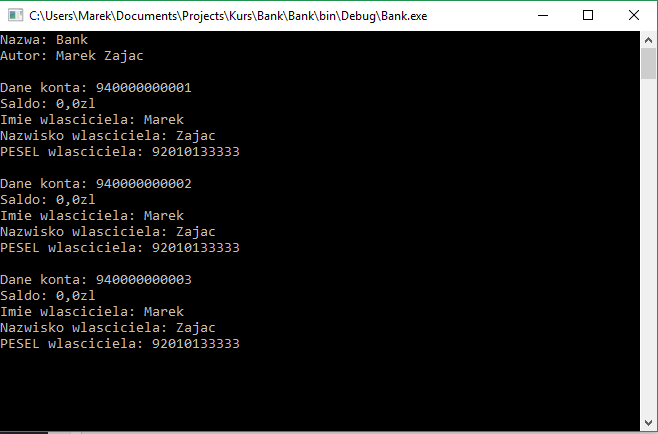 C:\Users\Marek\Documents\Projects\Kurs\Bank\Bank\bin\Debug\Bank.exe
Nazwa: Bank
Autor: Marek Zajac
Dane konta: 940000000001
Saldo: 0,0zl
Imie wlasciciela: Marek
Nazwisko wlasciciela: Zajac
PESEL wlasciciela: 92010133333
Dane konta: 940000000002
Saldo: 0,0zl
Imie wlasciciela: Marek
Nazwisko wlasciciela: Zajac
PESEL wlasciciela: 92010133333
Dane konta: 940000000003
Saldo: 0,0zl
Imie wlasciciela: Marek
Nazwisko wlasciciela: Zajac
PESEL wlasciciela: 92010133333